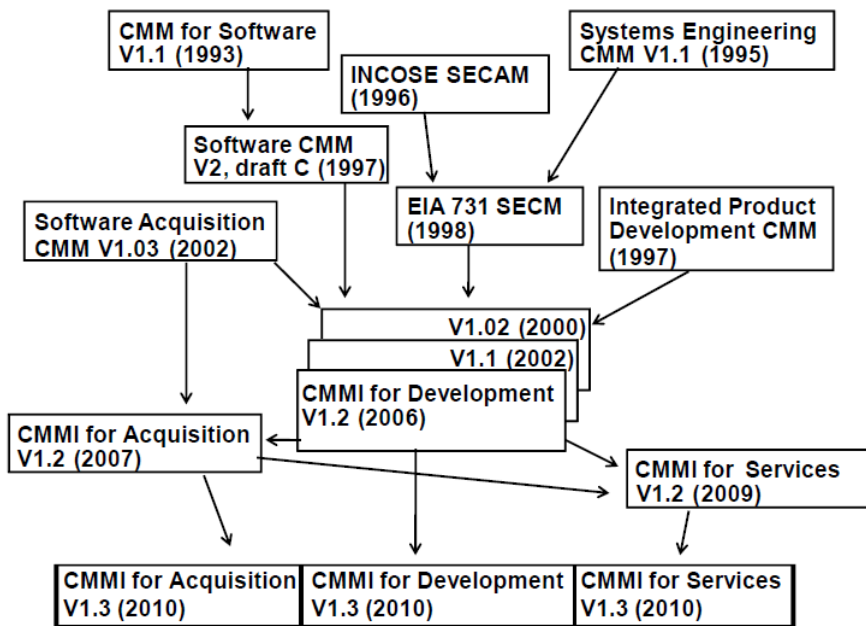 CMM for Software
V1.1 (1993)
INCOSE SECAM
(1996)
Systems Engineering
CMM V1.1 (1995)
Software CMM
V2, draft C (1997)
EIA 731 SECM
(1998)
Integrated Product
Development CMM
(1997)
Software Acquisition
CMM V1.03 (2002)
V1.02 (2000)
V1.1 (2002)
CMMI for Development
V1.2 (2006)
CMMI for Acquisition
V1.2 (2007)
CMMI for Services
V1.2 (2009)
CMMI for Acquisition
V1.3 (2010)
CMMI for Development
V1.3 (2010)
CMMI for Services
V1.3 (2010)